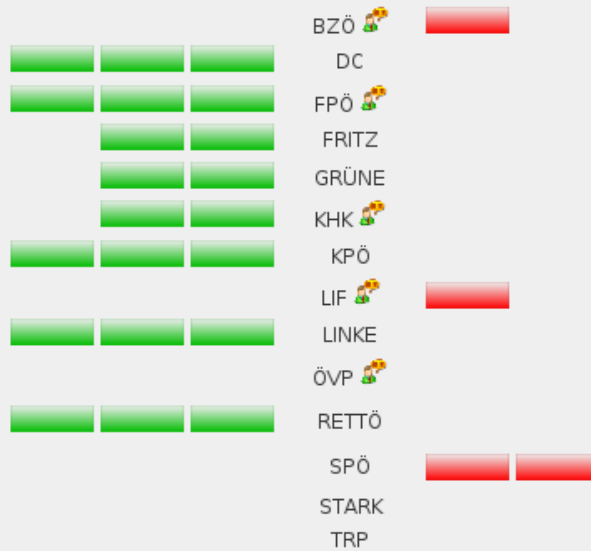 BZÖ
DC
FPÖ
FRITZ
GRÜNE
KHK
KPÖ
LIF
LINKE
ÖVP
RETTÖ
SPÖ
STARK
TRP